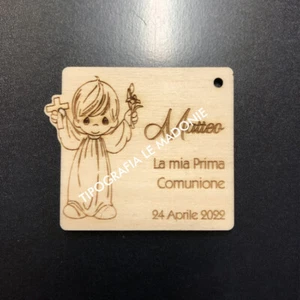 Matteo
La mia Prima
Comunione
24 Aprile 2022
TIPOGRAFIA LE MADONIE